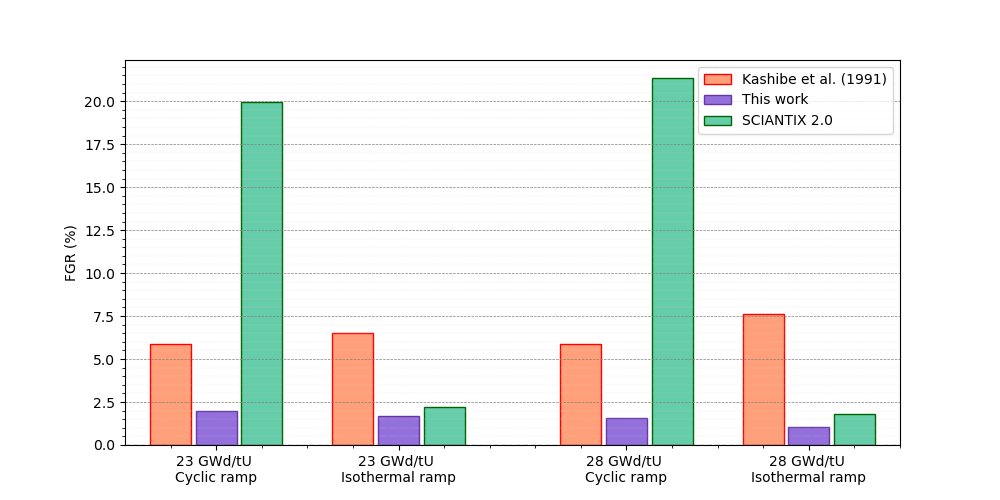 FGR (%)
20.0
17.5
15.0
12.5
10.0
7.5
5.0
2.5
0.0
Kashibe et al. (1991)
This work
SCIANTIX 2.0
23 GWd/tU
Cyclic ramp
23 GWd/tU
Isothermal ramp
28 GWd/tU
Cyclic ramp
28 GWd/tU
Isothermal ramp